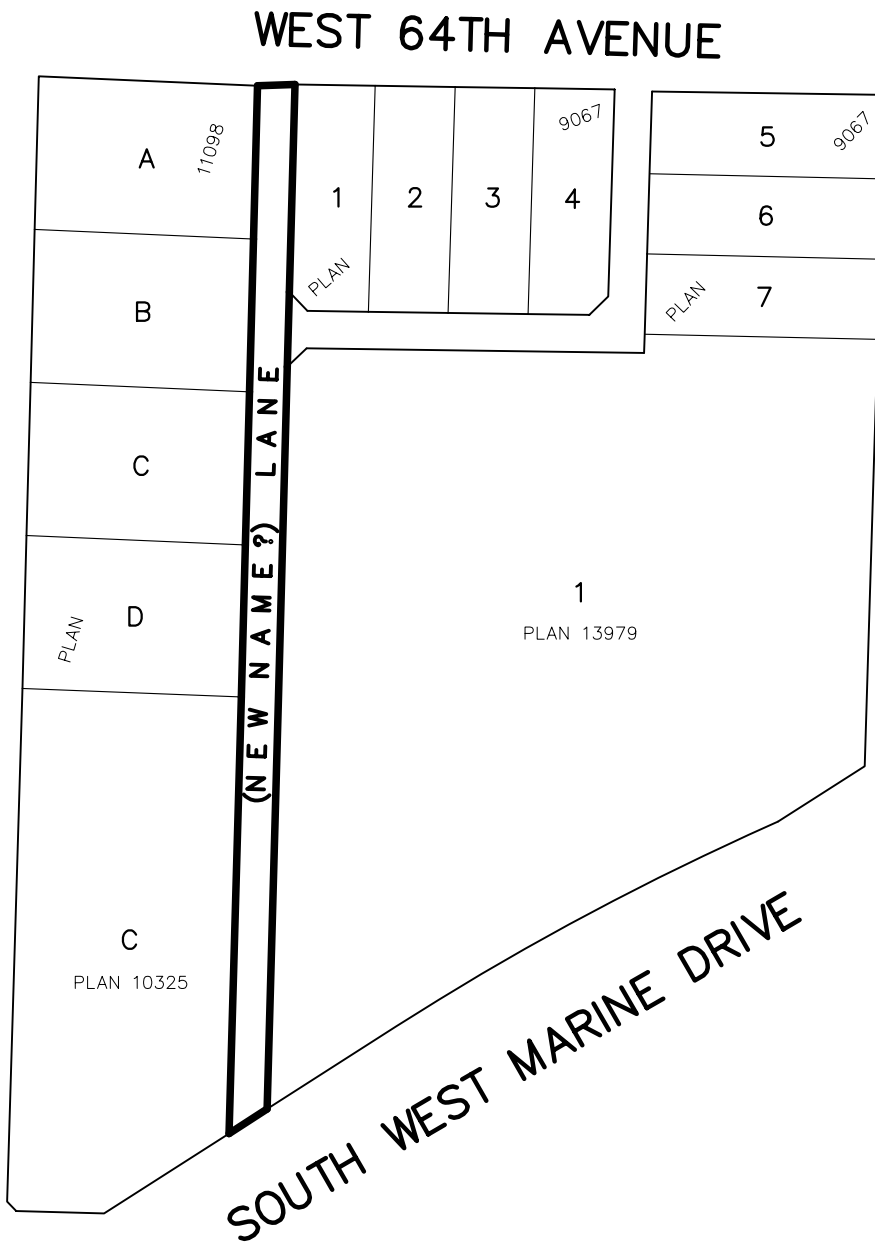 WEST 64TH AVENUE
A
11098
1
2
3
4
9067
PLAN
5
9067
6
7
PLAN
B
C
D
PLAN
(NEW NAME?) LANE
1
PLAN 13979
C
PLAN 10325
SOUTH WEST MARINE DRIVE